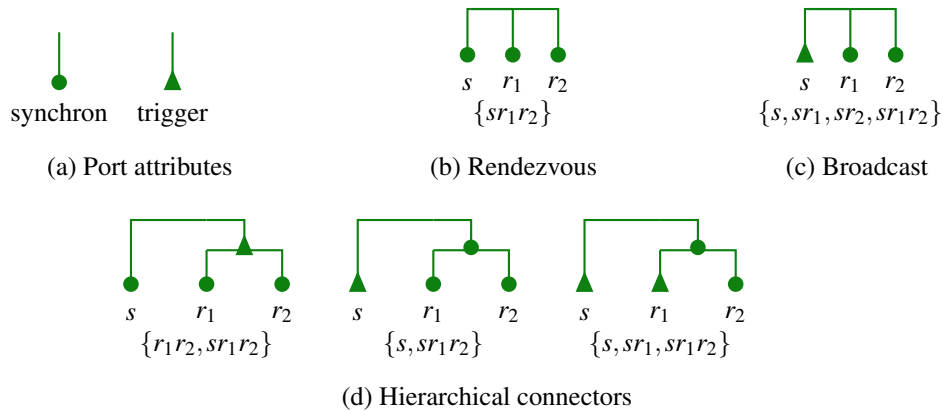 synchron trigger
(a) Port attributes
s r₁ r₂
{sr₁r₂}
(b) Rendezvous
s r₁ r₂
{s, sr₁, sr₂, sr₁r₂}
(c) Broadcast
s r₁ r₂
{r₁r₂, sr₁r₂}
s r₁ r₂
{s, sr₁r₂}
s r₁ r₂
{s, sr₁, sr₁r₂}
(d) Hierarchical connectors